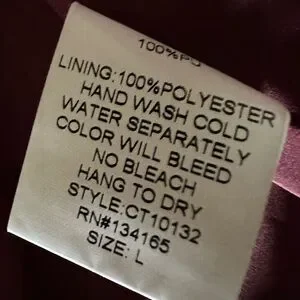 100%PO
LINING:100%POLYESTER
HAND WASH COLD
WATER SEPARATELY
COLOR WILL BLEED
NO BLEACH
HANG TO DRY
STYLE:CT10132
RN#134165
SIZE: L